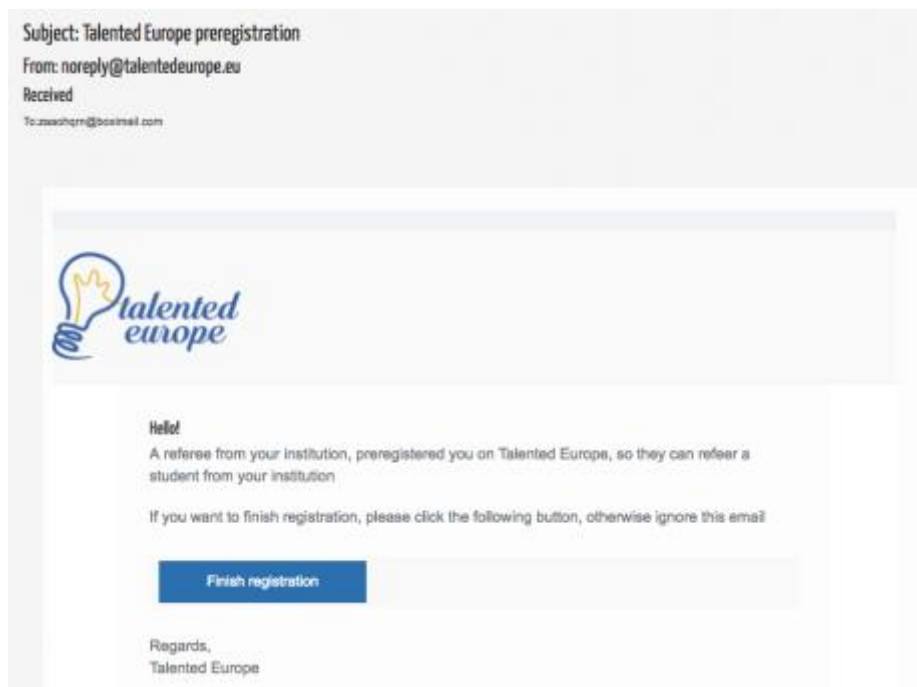 Subject: Talented Europe preregistration
From: noreply@talentedeurope.eu
Received
talented
europe
Hello!
A referee from your institution, preregistered you on Talented Europe, so they can refeer a
student from your institution
If you want to finish registration, please click the following button, otherwise ignore this email
Finish registration
Regards,
Talented Europe